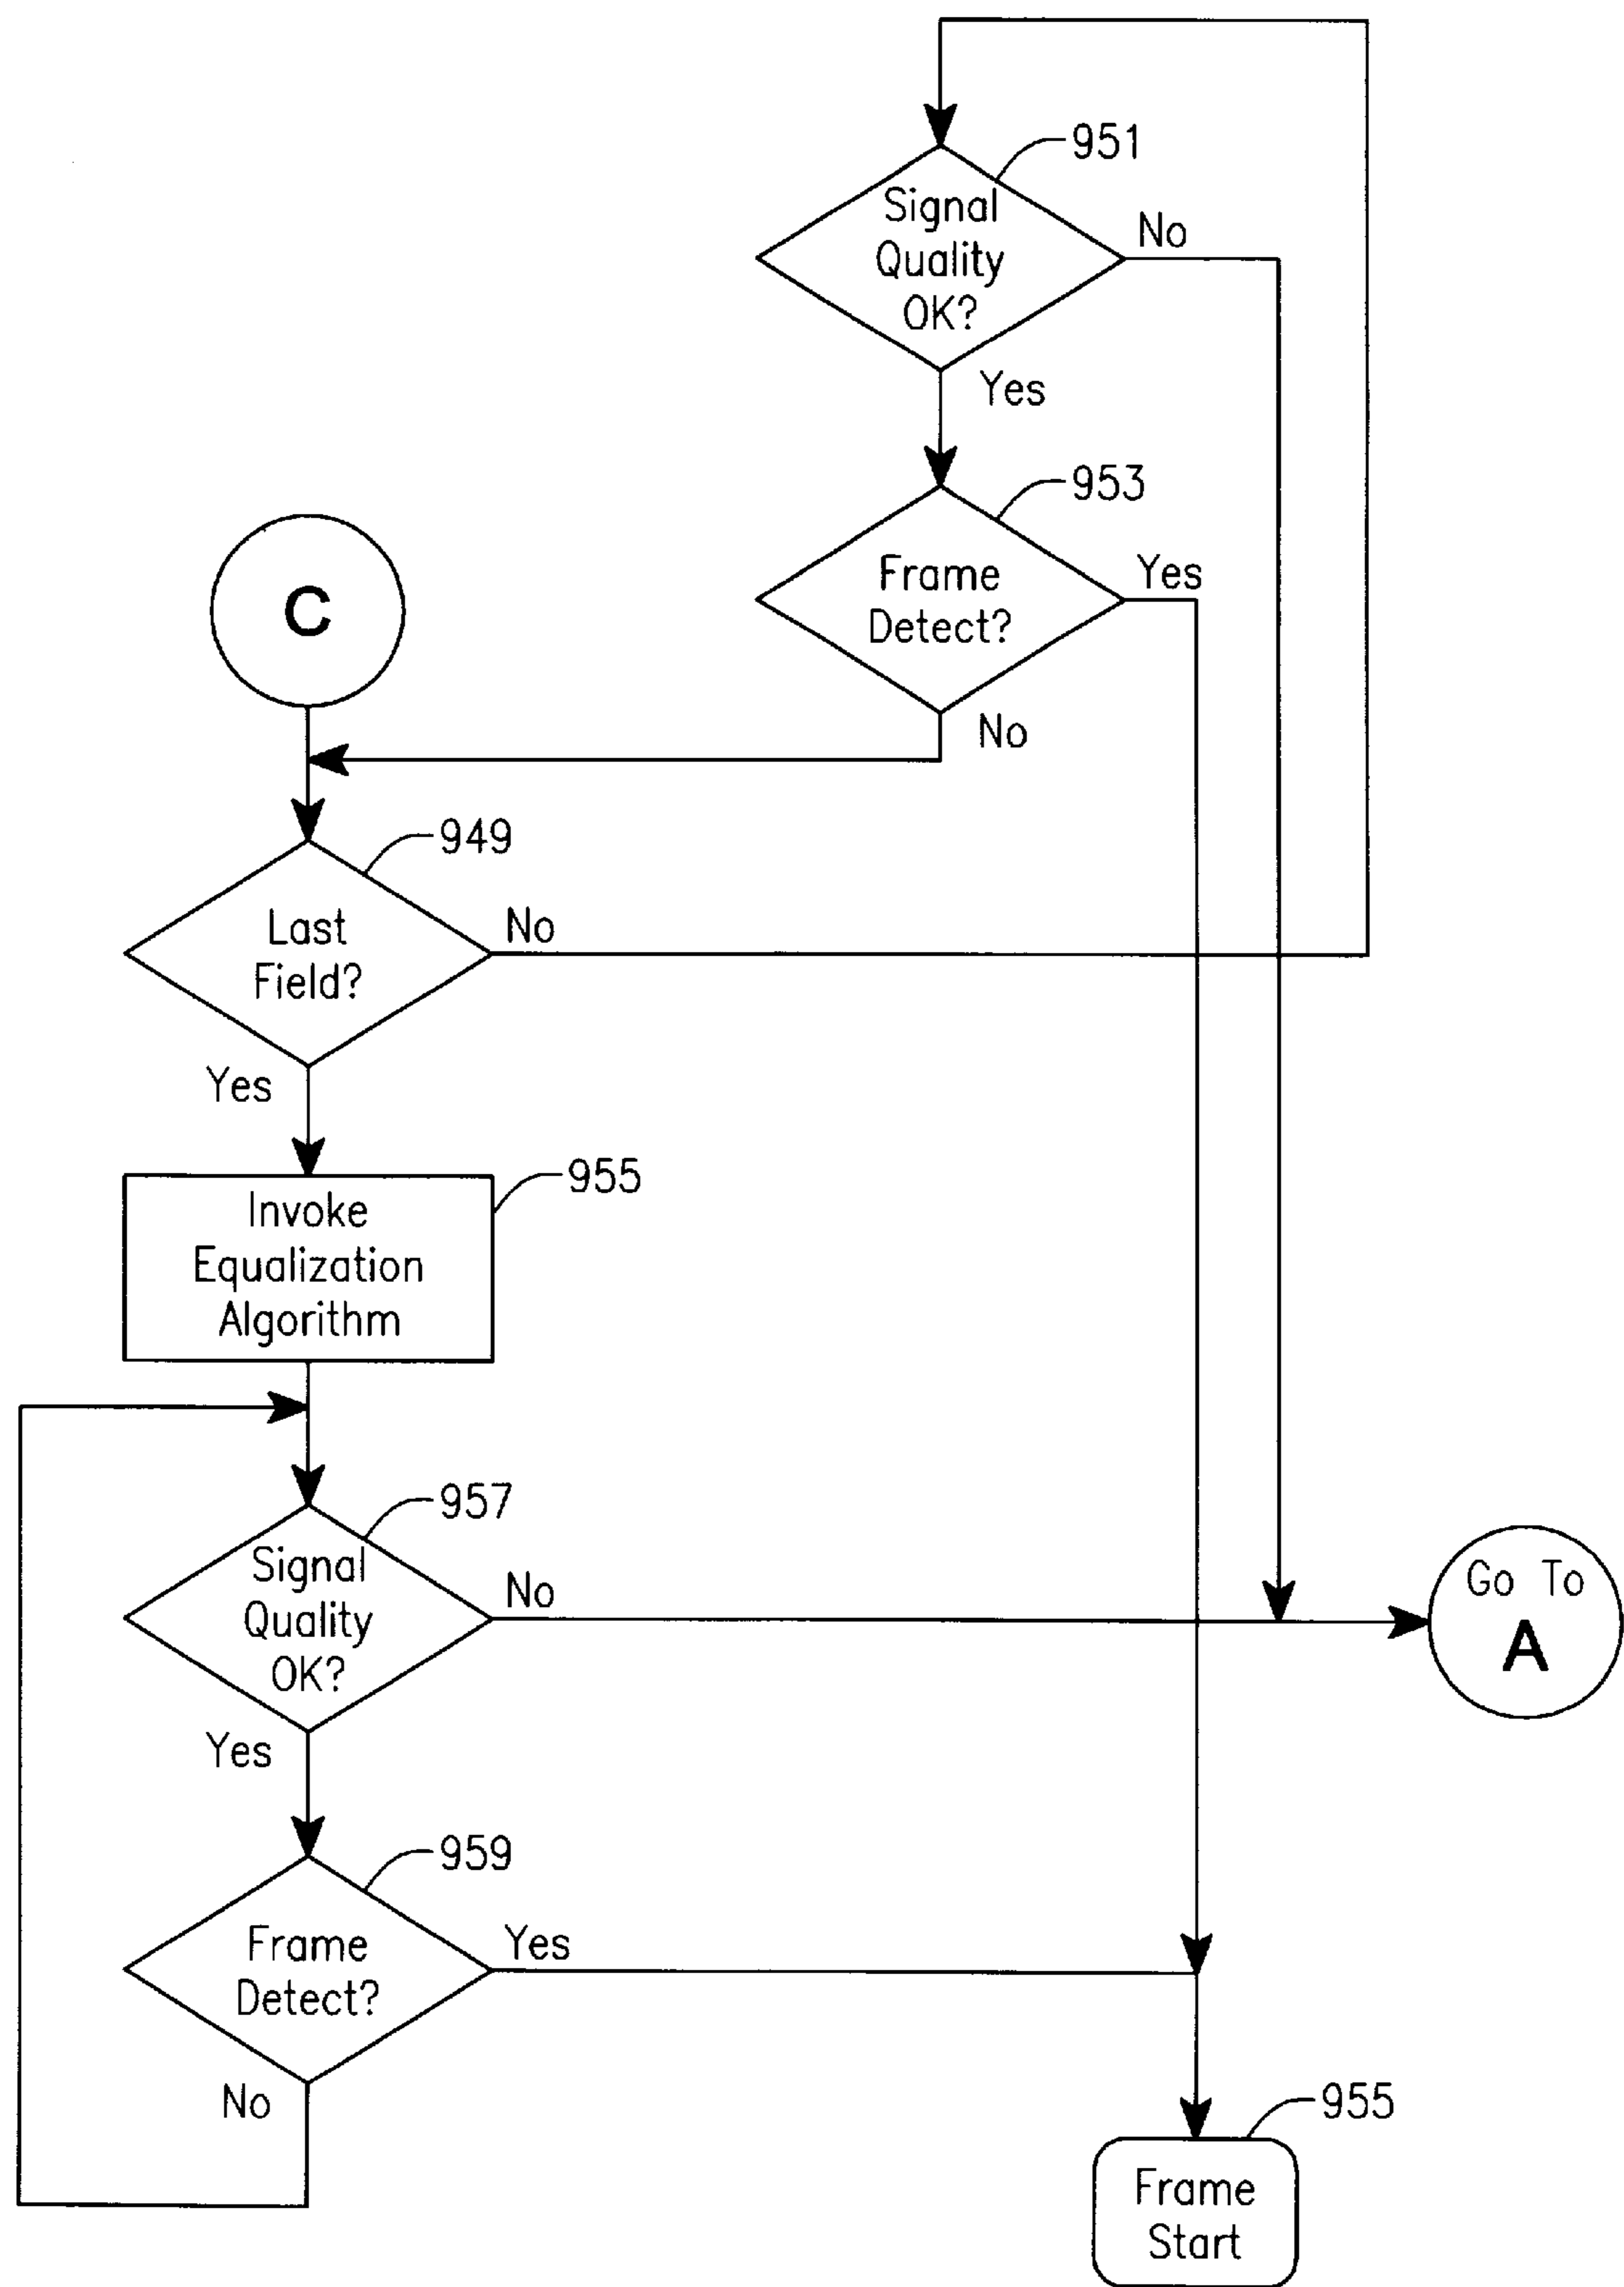 951
Signal
Quality
OK?
No
Yes
953
Frame
Detect?
Yes
No
C
949
Last
Field?
No
Yes
955
Invoke
Equalization
Algorithm
957
Signal
Quality
OK?
No
Yes
Go To
A
959
Frame
Detect?
Yes
No
955
Frame
Start